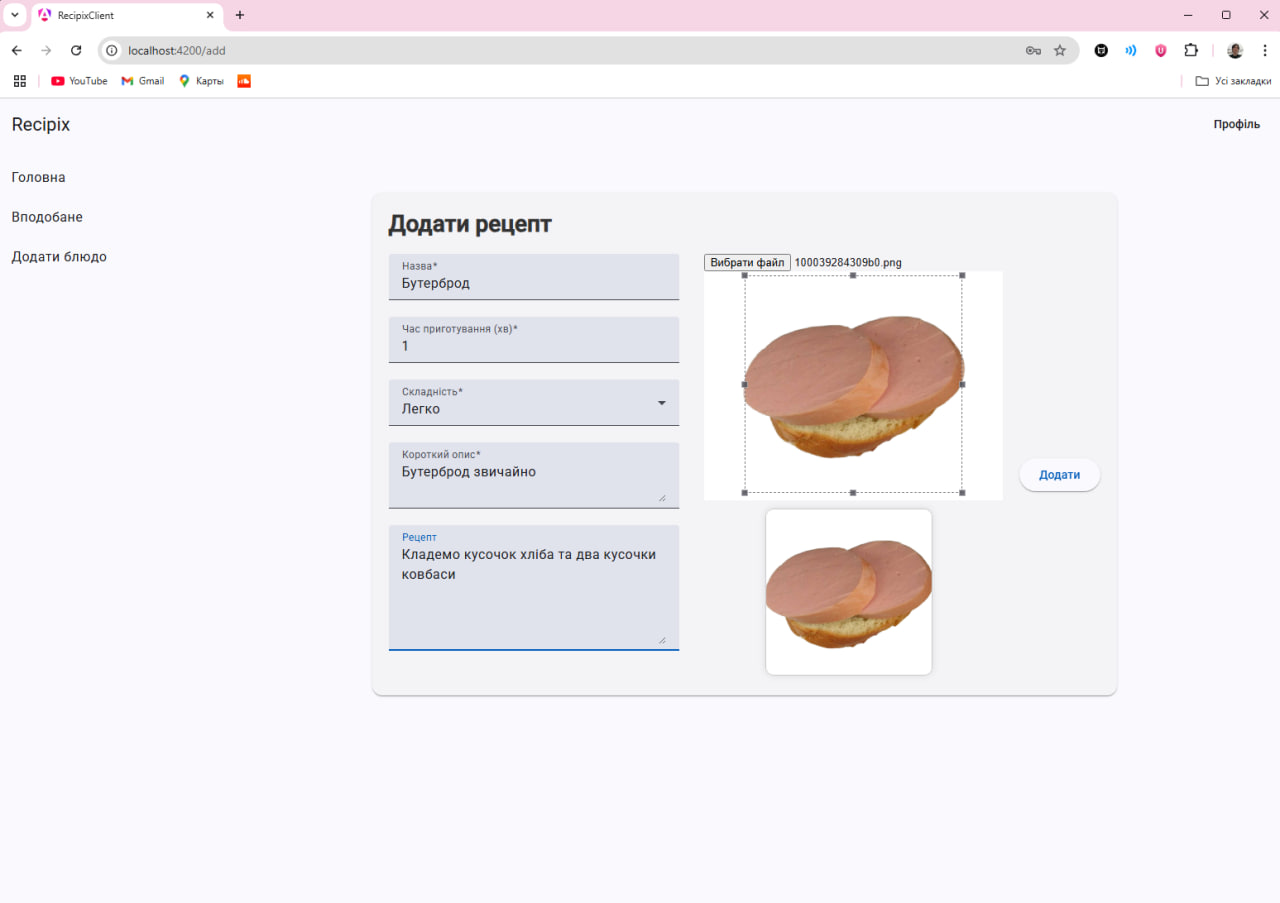 RecipixClient
localhost:4200/add
YouTube
Gmail
Карты
Усі закладки
Recipix
Профіль
Головна
Вподобане
Додати блюдо
Додати рецепт
Назва*
Бутерброд
Вибрати файл 100039284309b0.png
Час приготування (хв)*
1
Складність*
Легко
Короткий опис*
Бутерброд звичайно
Додати
Рецепт
Кладемо кусочок хліба та два кусочки
ковбаси